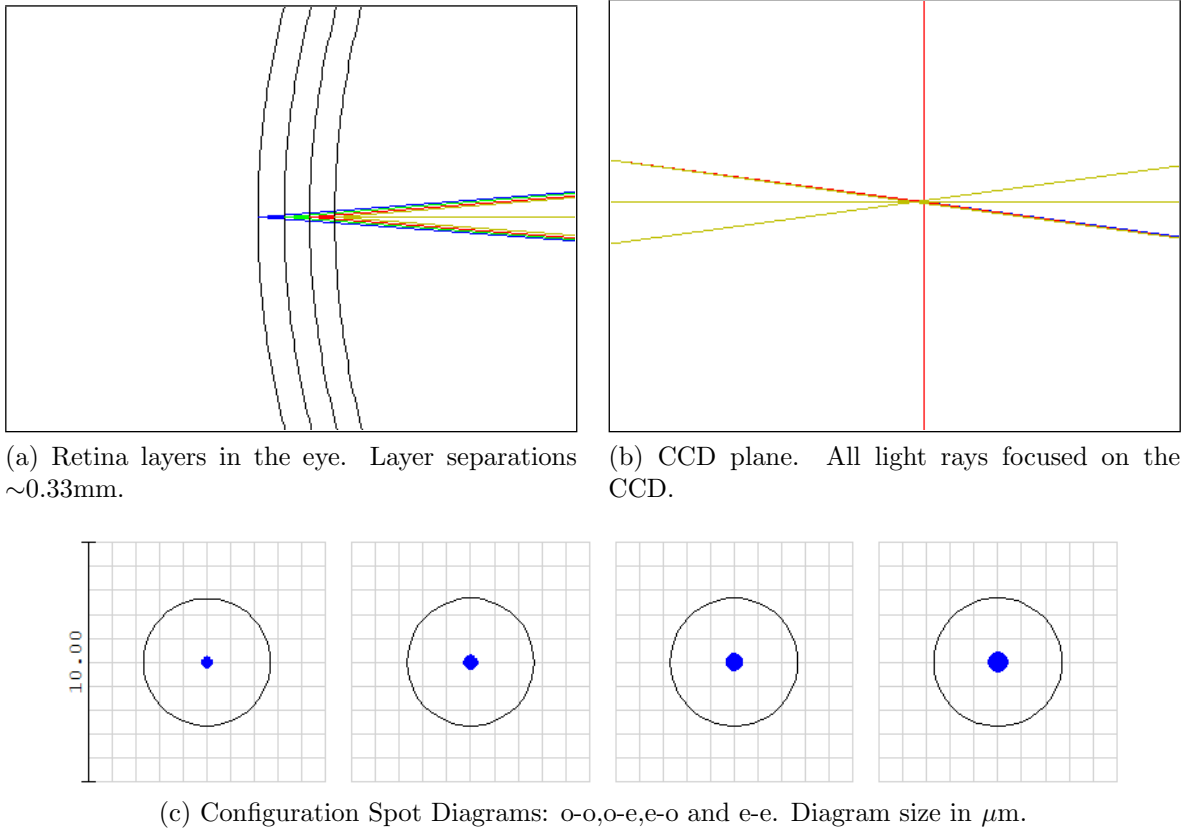 (a) Retina layers in the eye. Layer separations
∼0.33mm.
(b) CCD plane. All light rays focused on the
CCD.
10.00
(c) Configuration Spot Diagrams: o-o,o-e,e-o and e-e. Diagram size in μm.